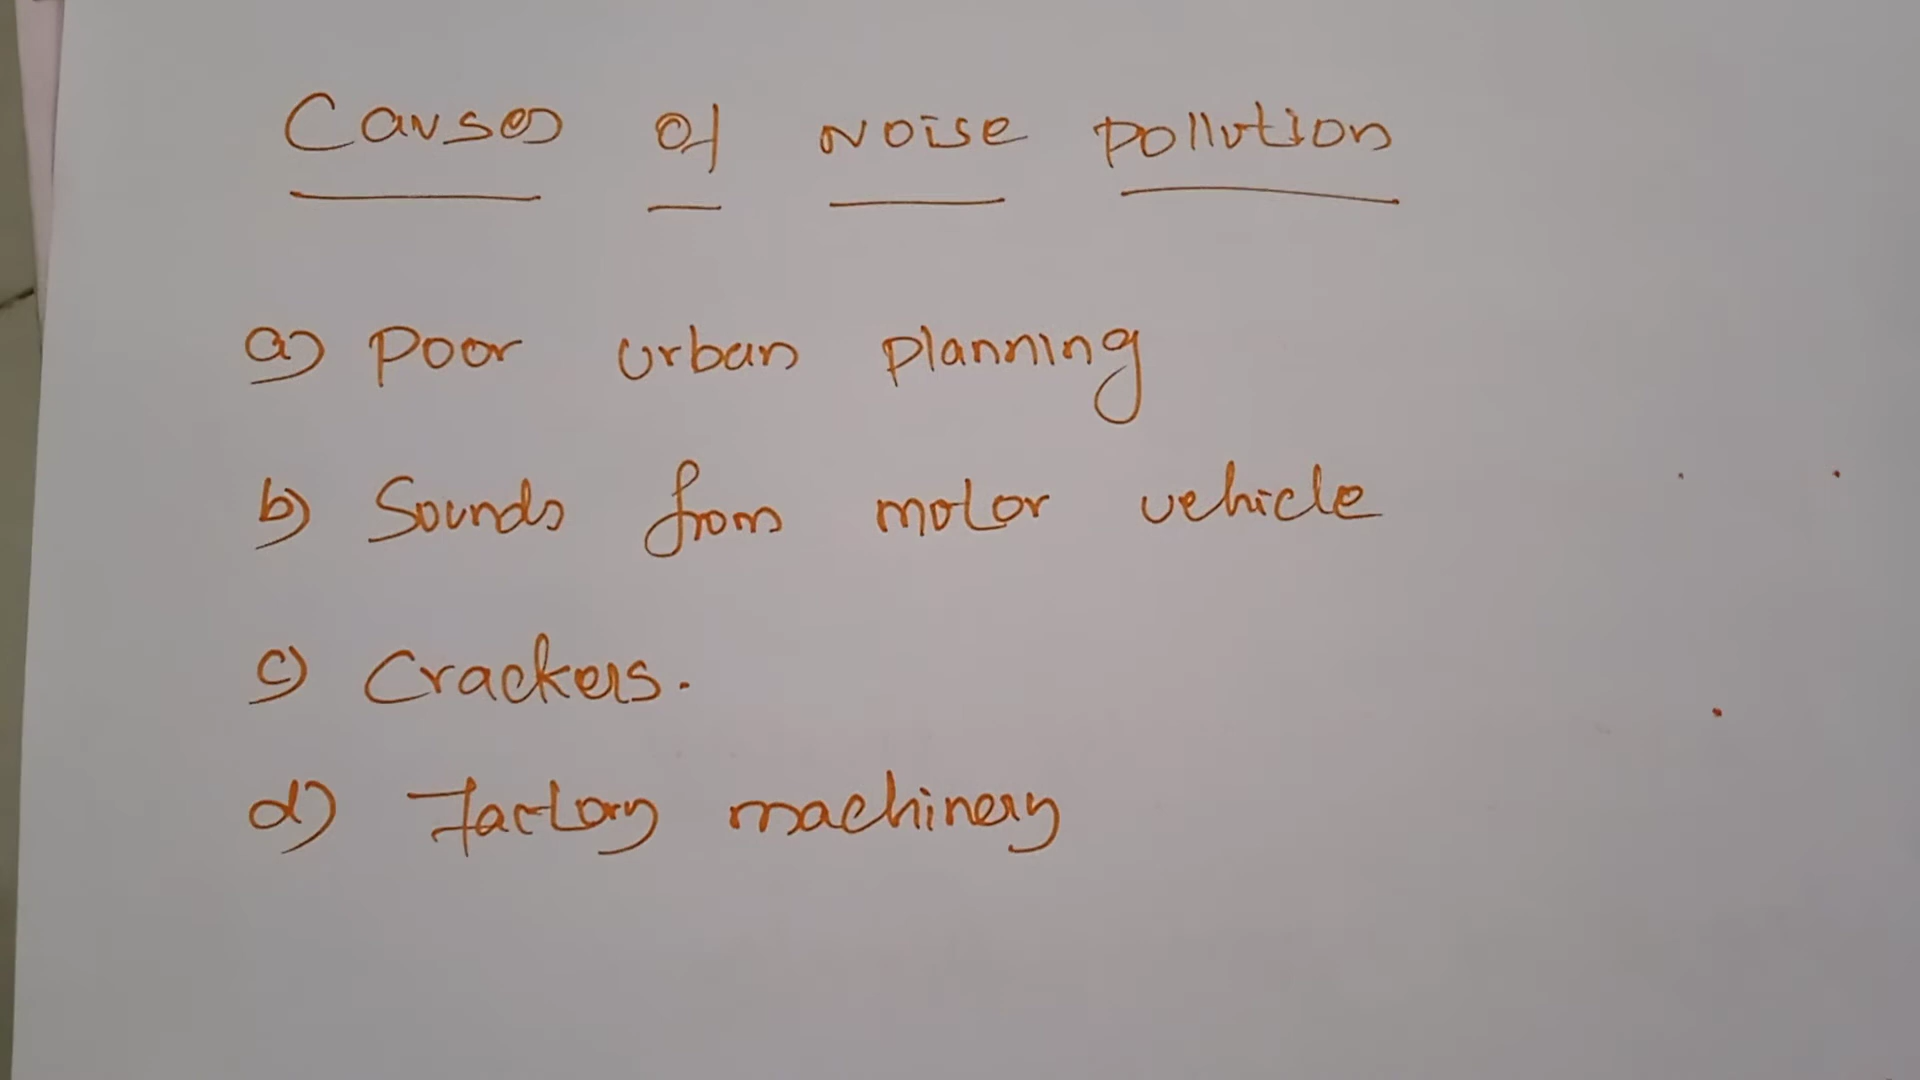 Causes of Noise pollution
a) Poor urban planning
b) Sounds from motor vehicle
c) Crackers.
d) Factory machinery